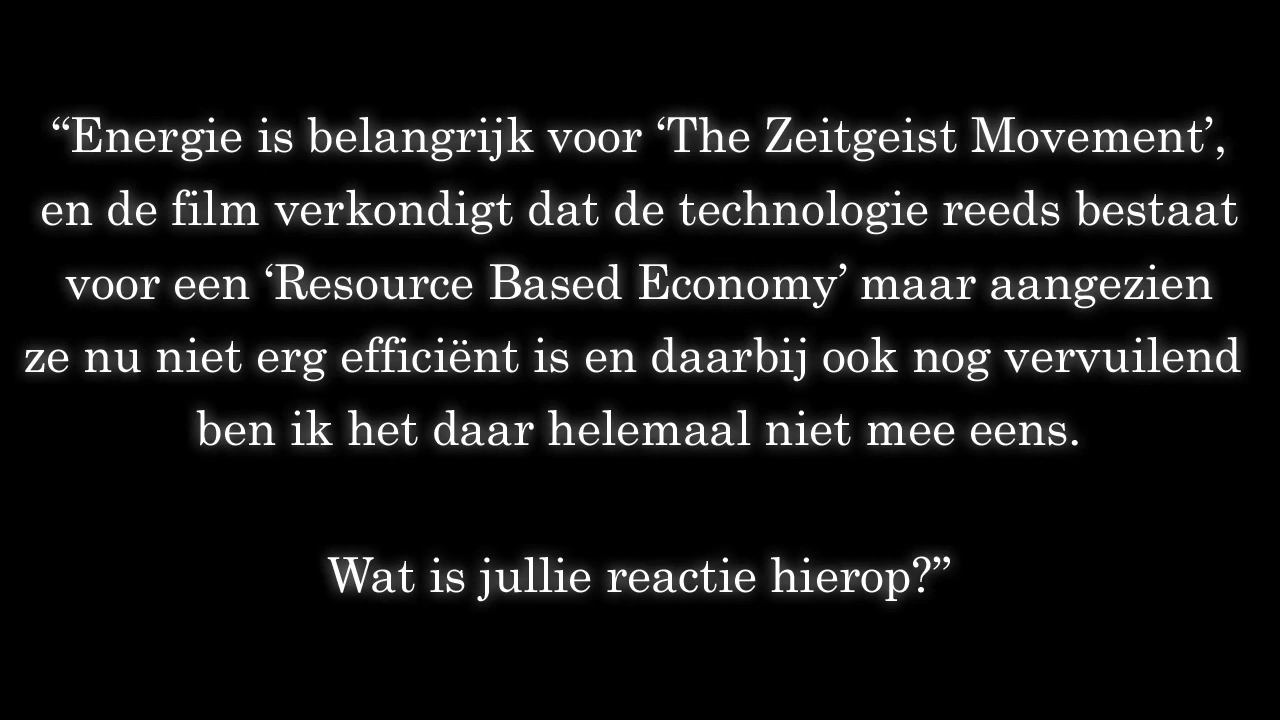 “Energie is belangrijk voor ‘The Zeitgeist Movement’,
en de film verkondigt dat de technologie reeds bestaat
voor een ‘Resource Based Economy’ maar aangezien
ze nu niet erg efficiënt is en daarbij ook nog vervuilend
ben ik het daar helemaal niet mee eens.
Wat is jullie reactie hierop?”